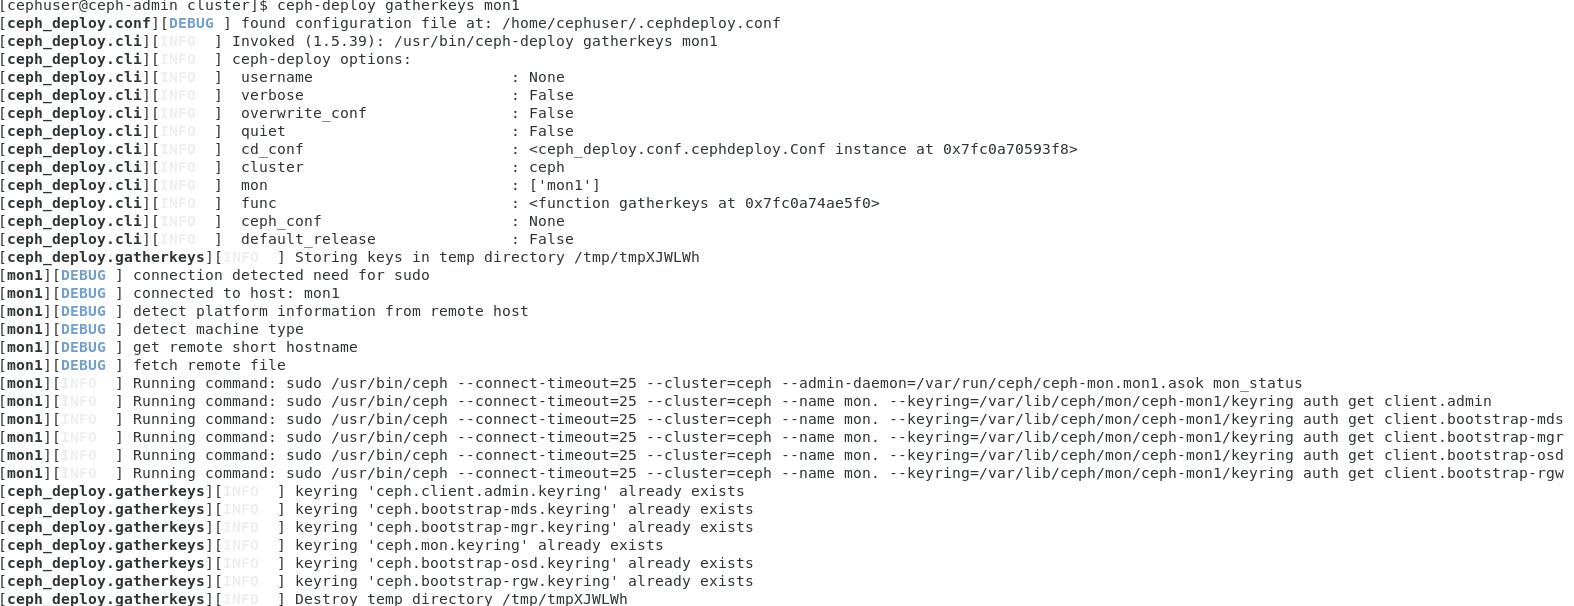 [cephuser@ceph-admin cluster]$ ceph-deploy gatherkeys mon1
[ceph_deploy.conf][DEBUG ] found configuration file at: /home/cephuser/.cephdeploy.conf
[ceph_deploy.cli][INFO  ] Invoked (1.5.39): /usr/bin/ceph-deploy gatherkeys mon1
[ceph_deploy.cli][INFO  ] ceph-deploy options:
[ceph_deploy.cli][INFO  ]  username                      : None
[ceph_deploy.cli][INFO  ]  verbose                       : False
[ceph_deploy.cli][INFO  ]  overwrite_conf                : False
[ceph_deploy.cli][INFO  ]  quiet                         : False
[ceph_deploy.cli][INFO  ]  cd_conf                       : <ceph_deploy.conf.cephdeploy.Conf instance at 0x7fc0a70593f8>
[ceph_deploy.cli][INFO  ]  cluster                       : ceph
[ceph_deploy.cli][INFO  ]  mon                           : ['mon1']
[ceph_deploy.cli][INFO  ]  func                          : <function gatherkeys at 0x7fc0a74ae5f0>
[ceph_deploy.cli][INFO  ]  ceph_conf                     : None
[ceph_deploy.cli][INFO  ]  default_release               : False
[ceph_deploy.gatherkeys][INFO  ] Storing keys in temp directory /tmp/tmpXJWLWh
[mon1][DEBUG ] connection detected need for sudo
[mon1][DEBUG ] connected to host: mon1
[mon1][DEBUG ] detect platform information from remote host
[mon1][DEBUG ] detect machine type
[mon1][DEBUG ] get remote short hostname
[mon1][DEBUG ] fetch remote file
[mon1][INFO  ] Running command: sudo /usr/bin/ceph --connect-timeout=25 --cluster=ceph --admin-daemon=/var/run/ceph/ceph-mon.mon1.asok mon_status
[mon1][INFO  ] Running command: sudo /usr/bin/ceph --connect-timeout=25 --cluster=ceph --name mon. --keyring=/var/lib/ceph/mon/ceph-mon1/keyring auth get client.admin
[mon1][INFO  ] Running command: sudo /usr/bin/ceph --connect-timeout=25 --cluster=ceph --name mon. --keyring=/var/lib/ceph/mon/ceph-mon1/keyring auth get client.bootstrap-mds
[mon1][INFO  ] Running command: sudo /usr/bin/ceph --connect-timeout=25 --cluster=ceph --name mon. --keyring=/var/lib/ceph/mon/ceph-mon1/keyring auth get client.bootstrap-mgr
[mon1][INFO  ] Running command: sudo /usr/bin/ceph --connect-timeout=25 --cluster=ceph --name mon. --keyring=/var/lib/ceph/mon/ceph-mon1/keyring auth get client.bootstrap-osd
[mon1][INFO  ] Running command: sudo /usr/bin/ceph --connect-timeout=25 --cluster=ceph --name mon. --keyring=/var/lib/ceph/mon/ceph-mon1/keyring auth get client.bootstrap-rgw
[ceph_deploy.gatherkeys][INFO  ] keyring 'ceph.client.admin.keyring' already exists
[ceph_deploy.gatherkeys][INFO  ] keyring 'ceph.bootstrap-mds.keyring' already exists
[ceph_deploy.gatherkeys][INFO  ] keyring 'ceph.bootstrap-mgr.keyring' already exists
[ceph_deploy.gatherkeys][INFO  ] keyring 'ceph.mon.keyring' already exists
[ceph_deploy.gatherkeys][INFO  ] keyring 'ceph.bootstrap-osd.keyring' already exists
[ceph_deploy.gatherkeys][INFO  ] keyring 'ceph.bootstrap-rgw.keyring' already exists
[ceph_deploy.gatherkeys][INFO  ] Destroy temp directory /tmp/tmpXJWLWh